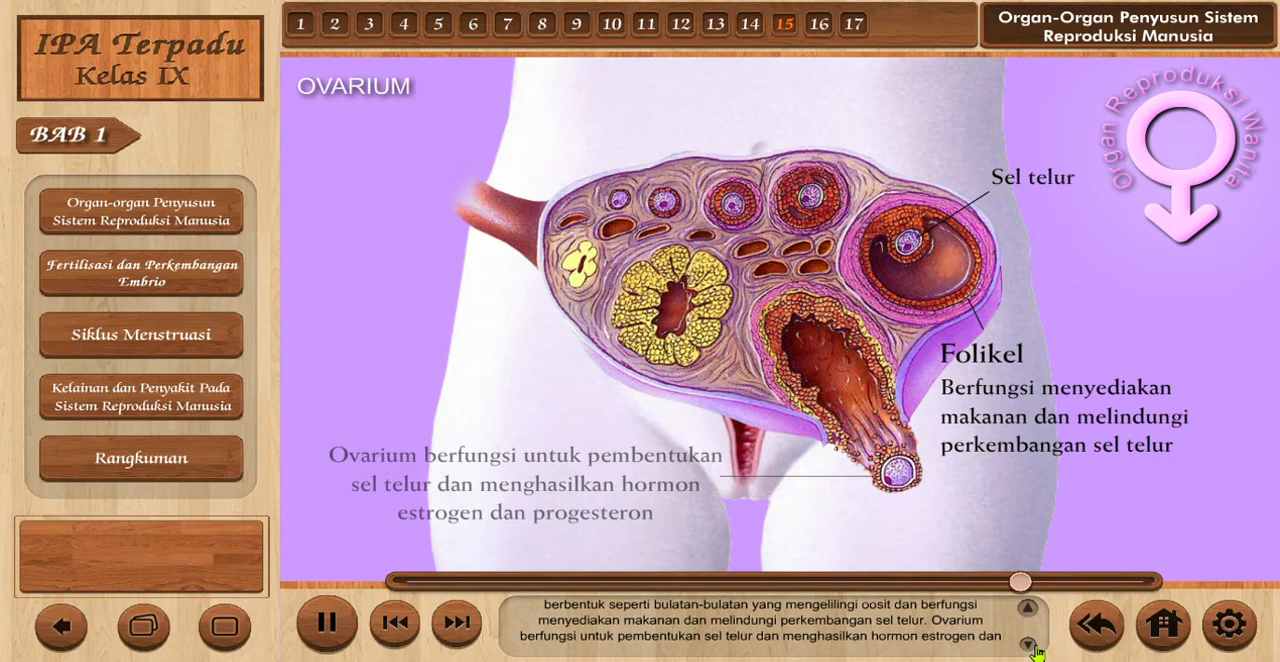 IPA Terpadu
Kelas IX
BAB 1
Organ-organ Penyusun
Sistem Reproduksi Manusia
Fertilisasi dan Perkembangan
Embrio
Siklus Menstruasi
Kelainan dan Penyakit Pada
Sistem Reproduksi Manusia
Rangkuman
1 2 3 4 5 6 7 8 9 10 11 12 13 14 15 16 17
Organ-Organ Penyusun Sistem
Reproduksi Manusia
OVARIUM
Organ Reproduksi Wanita
Sel telur
Folikel
Berfungsi menyediakan
makanan dan melindungi
perkembangan sel telur
Ovarium berfungsi untuk pembentukan
sel telur dan menghasilkan hormon
estrogen dan progesteron
berbentuk seperti bulatan-bulatan yang mengelilingi oosit dan berfungsi
menyediakan makanan dan melindungi perkembangan sel telur. Ovarium
berfungsi untuk pembentukan sel telur dan menghasilkan hormon estrogen dan